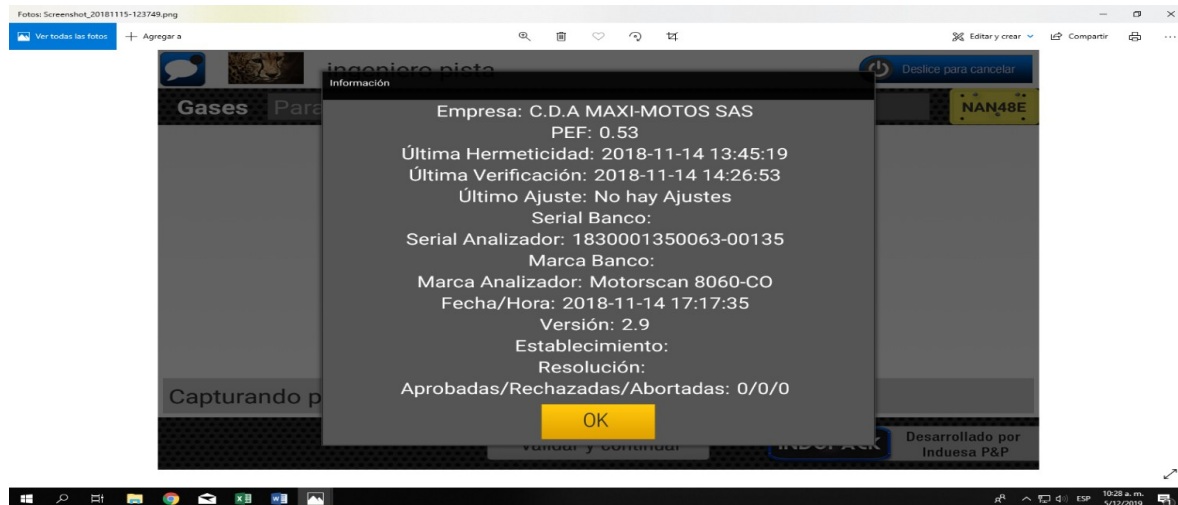 Fotos: Screenshot_20181115-123749.png
Ver todas las fotos
Agregar a
Editar y crear
Compartir
ingeniero pista
Deslice para cancelar
Información
Gases Para
NAN48E
Empresa: C.D.A MAXI-MOTOS SAS
PEF: 0.53
Última Hermeticidad: 2018-11-14 13:45:19
Última Verificación: 2018-11-14 14:26:53
Último Ajuste: No hay Ajustes
Serial Banco:
Serial Analizador: 1830001350063-00135
Marca Banco:
Marca Analizador: Motorscan 8060-CO
Fecha/Hora: 2018-11-14 17:17:35
Versión: 2.9
Establecimiento:
Resolución:
Aprobadas/Rechazadas/Abortadas: 0/0/0
Capturando p
OK
Validar y continuar
Desarrollado por
Induesa P&P
ESP
10:28 a. m.
5/12/2019